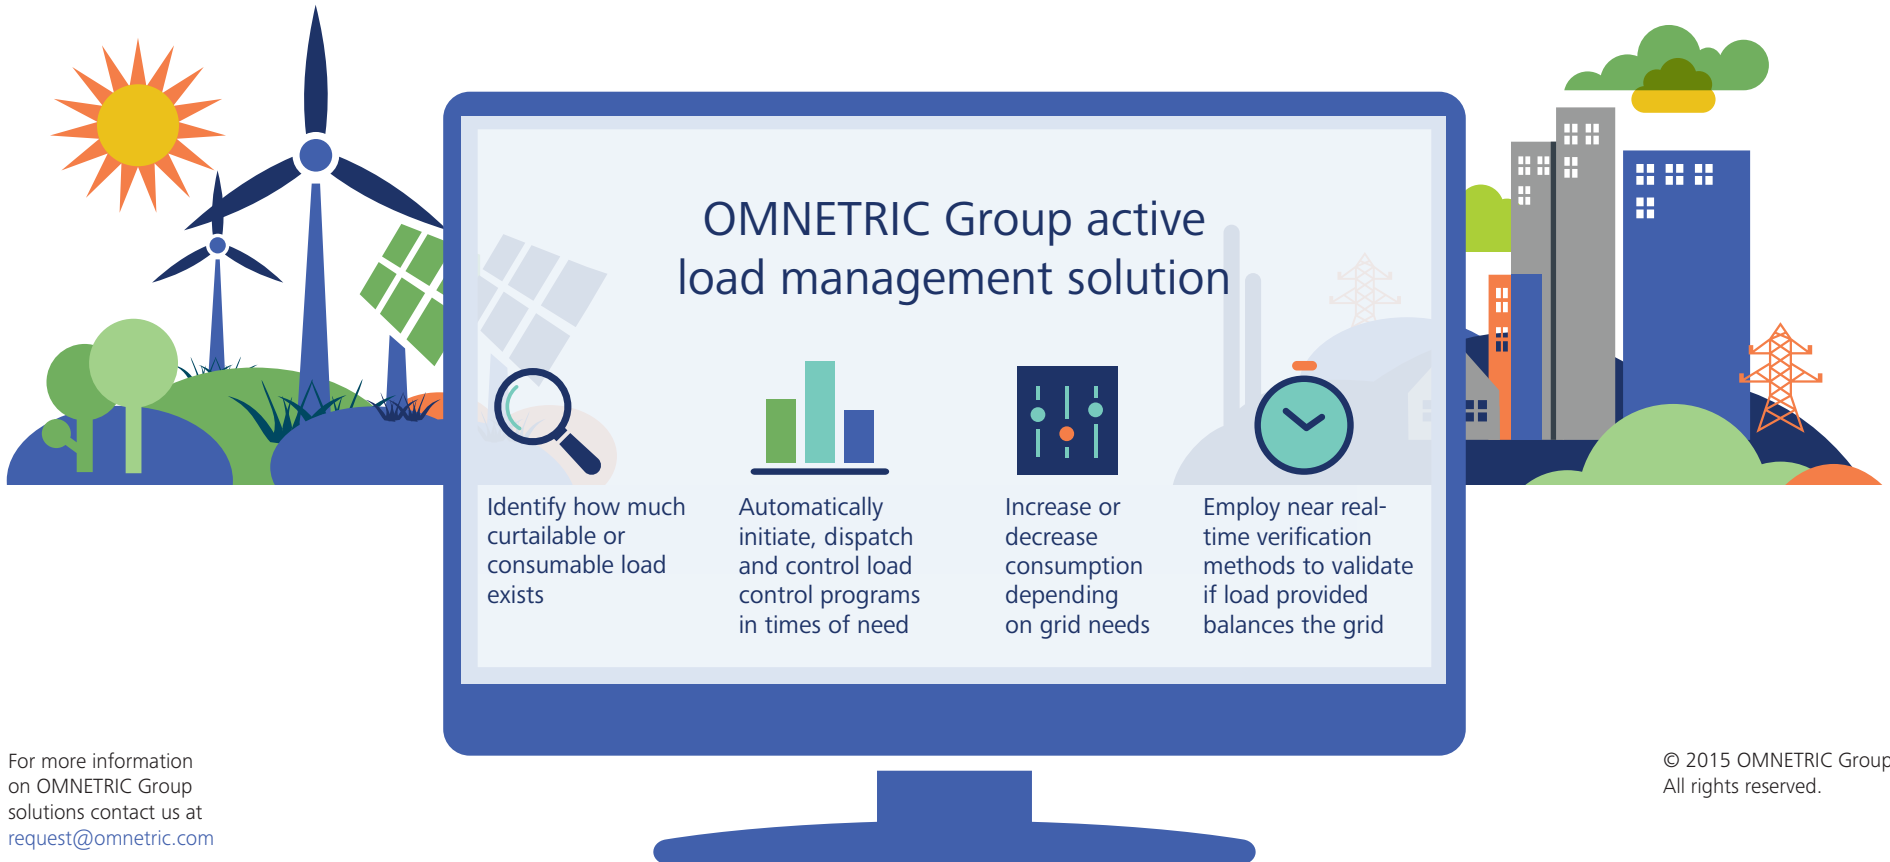 OMNETRIC Group active
load management solution
Identify how much
curtailable or
consumable load
exists
Automatically
initiate, dispatch
and control load
control programs
in times of need
Increase or
decrease
consumption
depending
on grid needs
Employ near real-
time verification
methods to validate
if load provided
balances the grid
For more information
on OMNETRIC Group
solutions contact us at
request@omnetric.com
© 2015 OMNETRIC Group
All rights reserved.